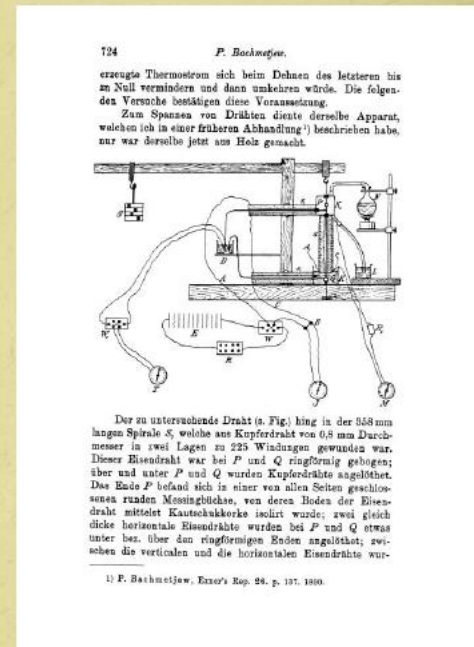 724
P. Bachmetjew.
erzeugte Thermostrom sich beim Dehnen des letzteren bis
zu Null vermindern und dann umkehren würde. Die folgen-
den Versuche bestätigen diese Voraussetzung.
Zum Spannen von Drähten diente derselbe Apparat,
welchen ich in einer früheren Abhandlung¹) beschrieben habe,
nur war derselbe jetzt aus Holz gemacht.
G
P
K
D
A
B
W
E
W
R
T
J
M
Der zu untersuchende Draht (s. Fig.) hing in der 358 mm
langen Spirale S, welche aus Kupferdraht von 0,8 mm Durch-
messer in zwei Lagen zu 225 Windungen gewunden war.
Dieser Eisendraht war bei P und Q ringförmig gebogen;
über und unter P und Q wurden Kupferdrähte angelöthet.
Das Ende P befand sich in einer von allen Seiten geschlos-
senen runden Messingbüchse, von deren Boden der Eisen-
draht mittelst Kautschukkorke isolirt wurde; zwei gleich
dicke horizontale Eisendrähte wurden bei P und Q etwas
unter bez. über den ringförmigen Enden angelöthet; zwi-
schen die verticalen und die horizontalen Eisendrähte wur-
1) P. Bachmetjew, Exner's Rep. 26. p. 137. 1890.